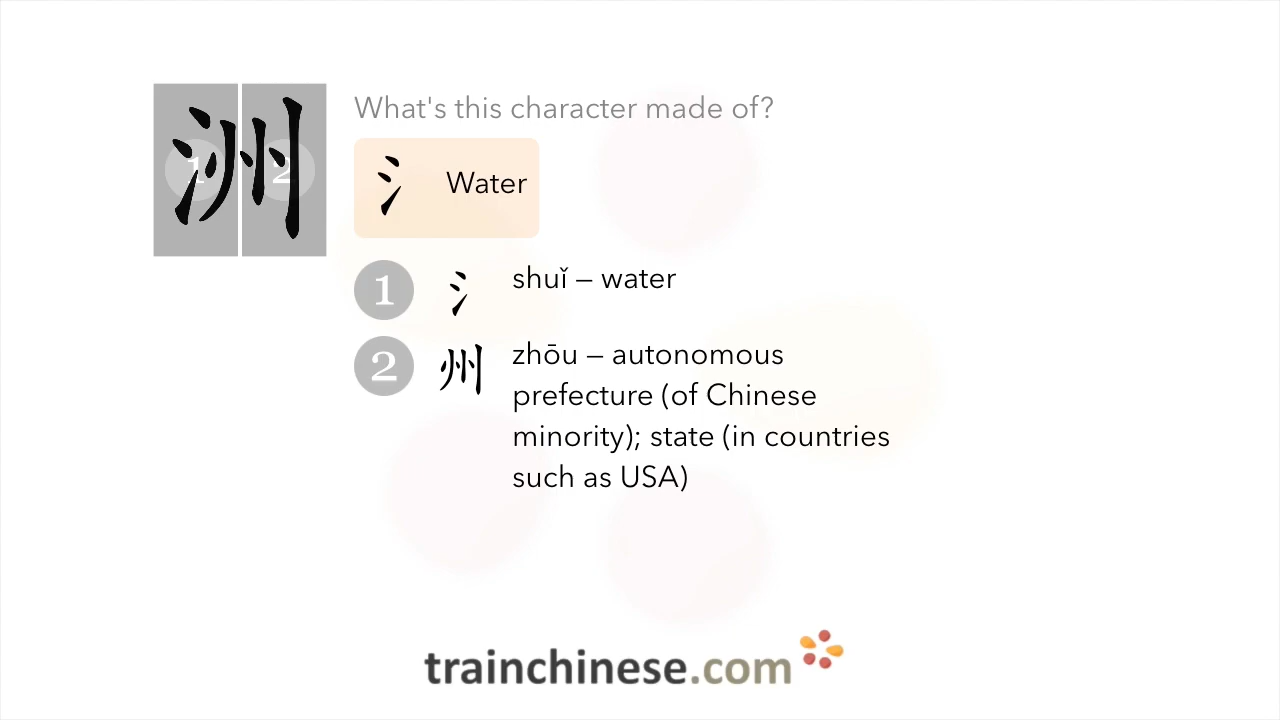 洲
1 2
What's this character made of?
氵 Water
1 氵 shuǐ – water
2 州 zhōu – autonomous
prefecture (of Chinese
minority); state (in countries
such as USA)
trainchinese.com